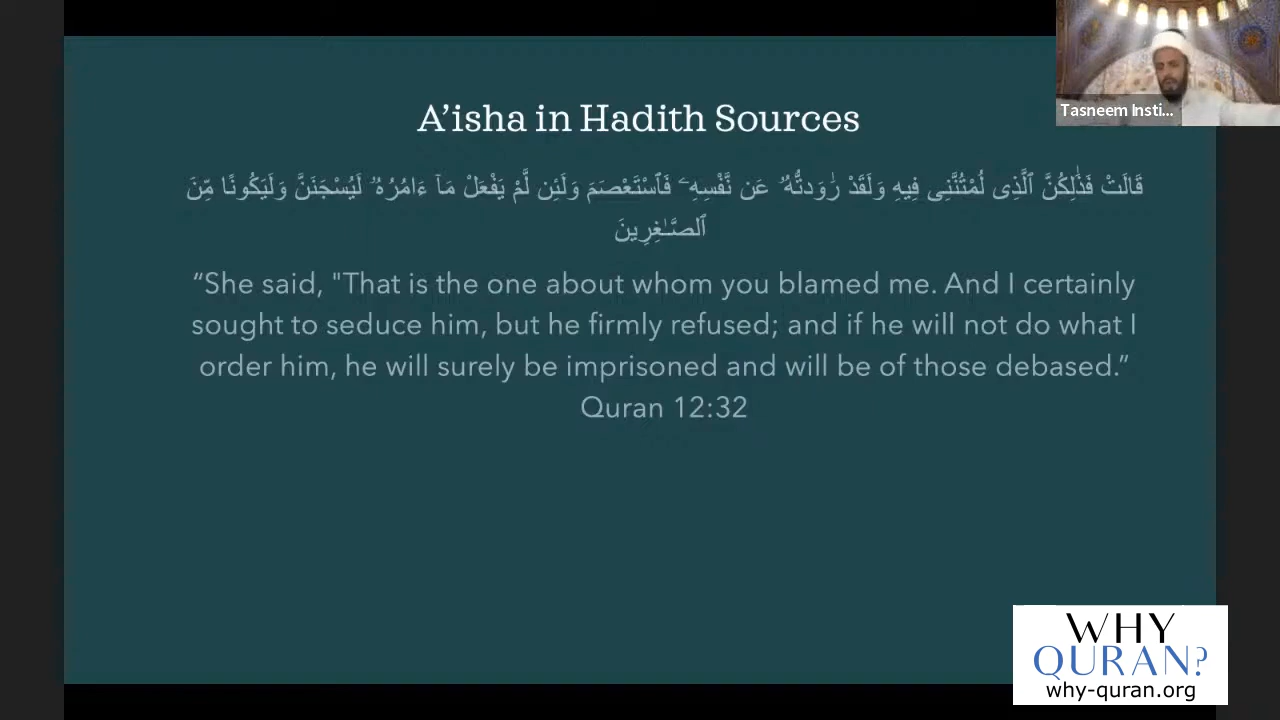 Tasneem Insti...
A’isha in Hadith Sources
قَالَتْ فَذَٰلِكُنَّ ٱلَّذِى لُمْتُنَّنِى فِيهِ وَلَقَدْ رَٰوَدتُّهُۥ عَن نَّفْسِهِۦ فَٱسْتَعْصَمَ وَلَئِن لَّمْ يَفْعَلْ مَآ ءَامُرُهُۥ لَيُسْجَنَنَّ وَلَيَكُونًا مِّنَ
ٱلصَّـٰغِرِينَ
“She said, "That is the one about whom you blamed me. And I certainly
sought to seduce him, but he firmly refused; and if he will not do what I
order him, he will surely be imprisoned and will be of those debased.”
Quran 12:32
WHY
QURAN?
why-quran.org